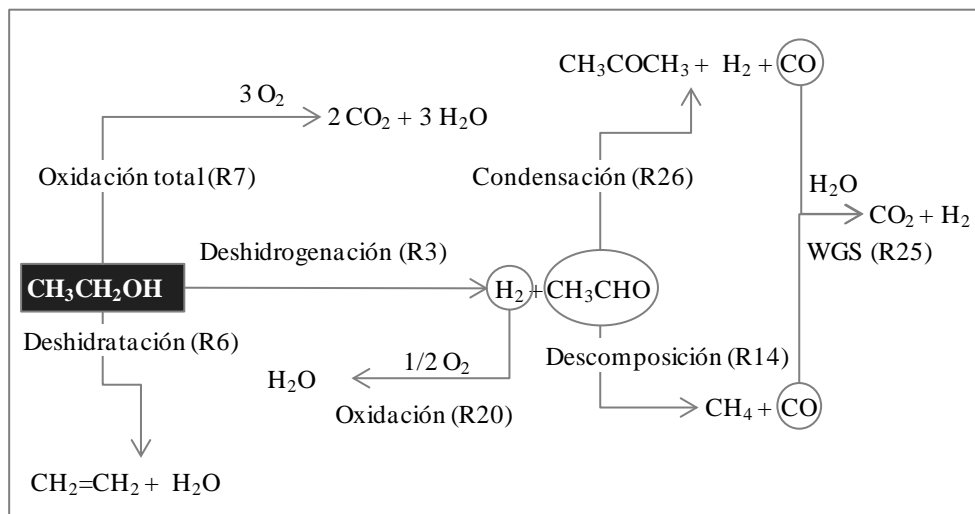 CH₃COCH₃ + H₂ + CO
3 O₂
2 CO₂ + 3 H₂O
Oxidación total (R7)
Condensación (R26)
H₂O
CO₂ + H₂
WGS (R25)
Deshidrogenación (R3)
CH₃CH₂OH
H₂ + CH₃CHO
Deshidratación (R6)
1/2 O₂
Descomposición (R14)
H₂O
Oxidación (R20)
CH₄ + CO
CH₂=CH₂ + H₂O